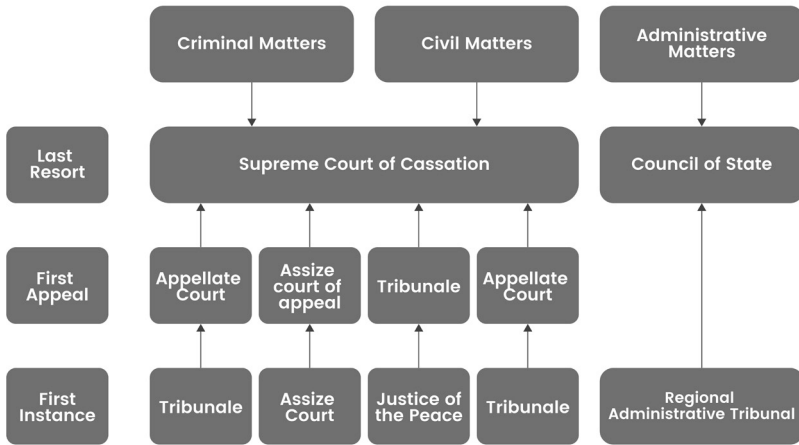 Criminal Matters
Civil Matters
Administrative
Matters
Last
Resort
Supreme Court of Cassation
Council of State
First
Appeal
Appellate
Court
Assize
court of
appeal
Tribunale
Appellate
Court
First
Instance
Tribunale
Assize
Court
Justice of
the Peace
Tribunale
Regional
Administrative Tribunal